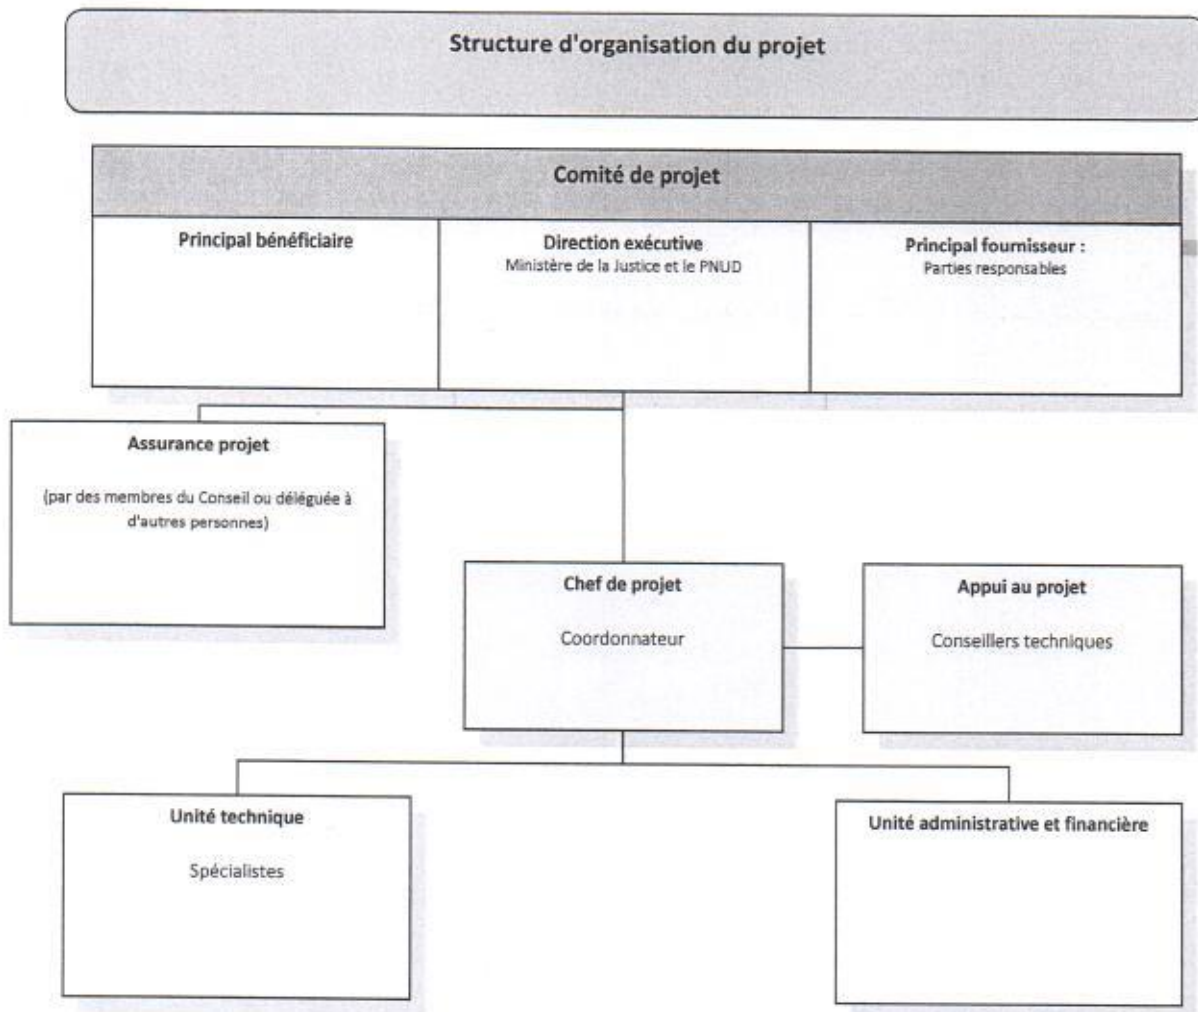 Structure d'organisation du projet
Comité de projet
Principal bénéficiaire
Direction exécutive
Ministère de la Justice et le PNUD
Principal fournisseur :
Parties responsables
Assurance projet
(par des membres du Conseil ou déléguée à
d'autres personnes)
Chef de projet
Coordonnateur
Appui au projet
Conseillers techniques
Unité technique
Spécialistes
Unité administrative et financière